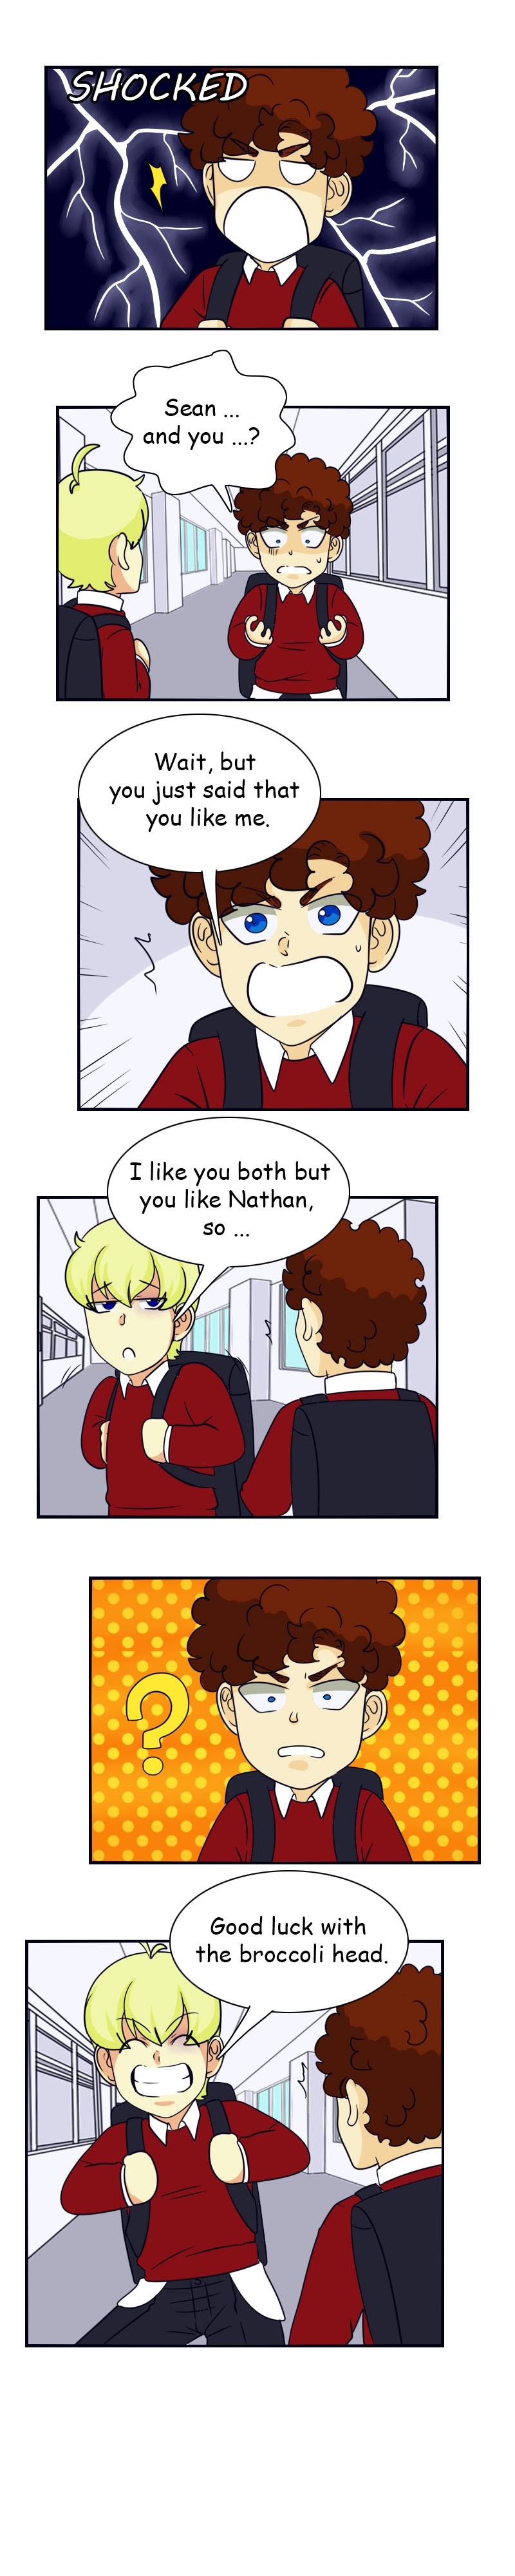 SHOCKED
Sean ...
and you ...?
Wait, but
you just said that
you like me.
I like you both but
you like Nathan,
so ...
?
Good luck with
the broccoli head.